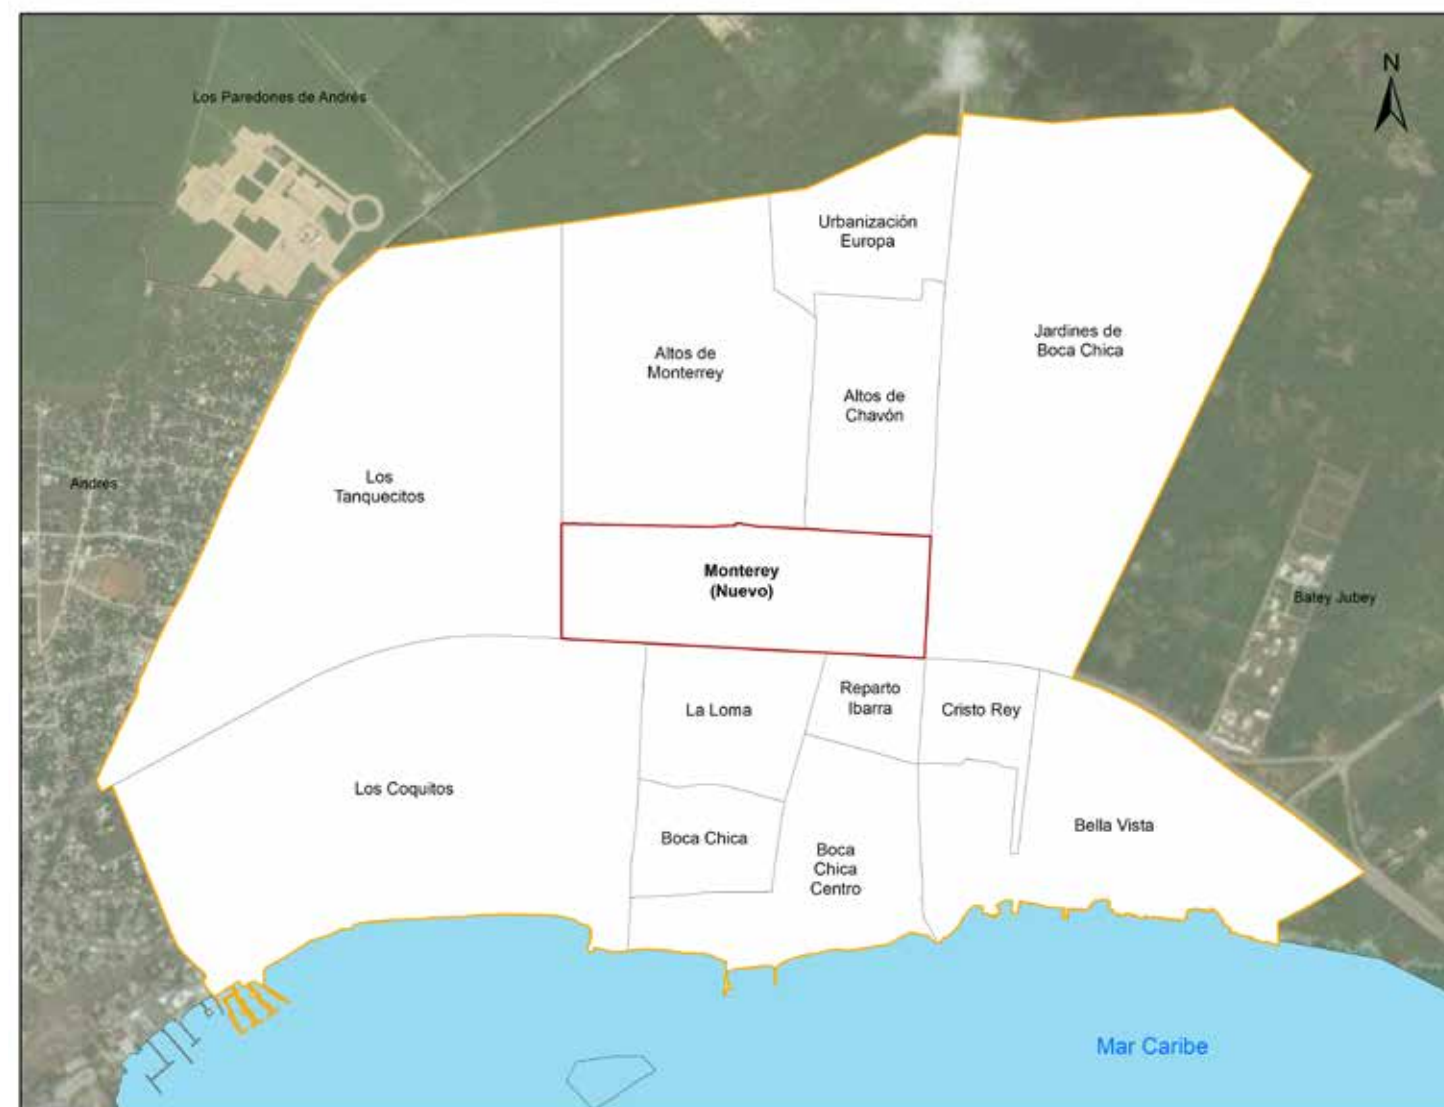 N
Los Paredones de Andrés
Urbanización
Europa
Jardines de
Boca Chica
Altos de
Monterrey
Altos de
Chavón
Los
Tanquecitos
Andrés
Monterey
(Nuevo)
Batey Jubey
La Loma
Reparto
Ibarra
Cristo Rey
Los Coquitos
Boca Chica
Boca
Chica
Centro
Bella Vista
Mar Caribe